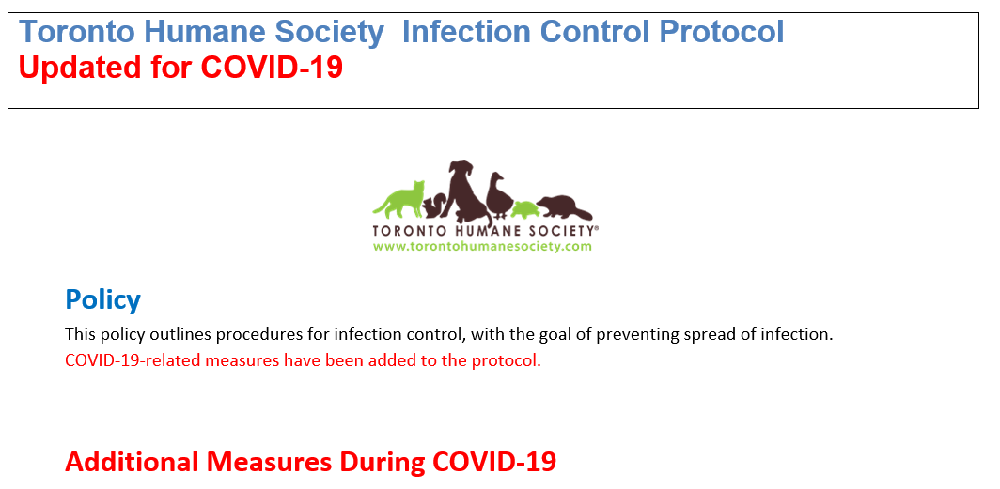 Toronto Humane Society  Infection Control Protocol
Updated for COVID-19
TORONTO HUMANE SOCIETY®
www.torontohumanesociety.com
Policy
This policy outlines procedures for infection control, with the goal of preventing spread of infection.
COVID-19-related measures have been added to the protocol.
Additional Measures During COVID-19